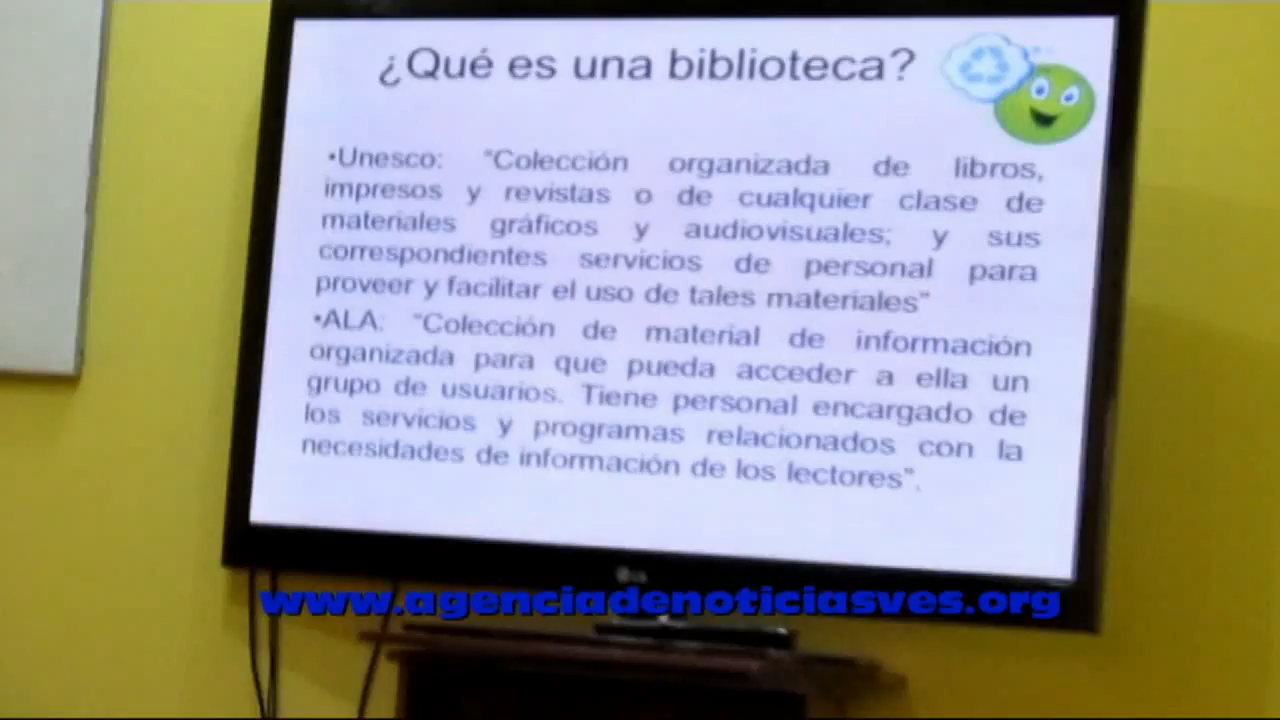 ¿Qué es una biblioteca?
•Unesco: "Colección organizada de libros,
impresos y revistas o de cualquier clase de
materiales gráficos y audiovisuales; y sus
correspondientes servicios de personal para
proveer y facilitar el uso de tales materiales"
•ALA: "Colección de material de información
organizada para que pueda acceder a ella un
grupo de usuarios. Tiene personal encargado de
los servicios y programas relacionados con la
necesidades de información de los lectores".
LG
www.agenciadenoticiasves.org